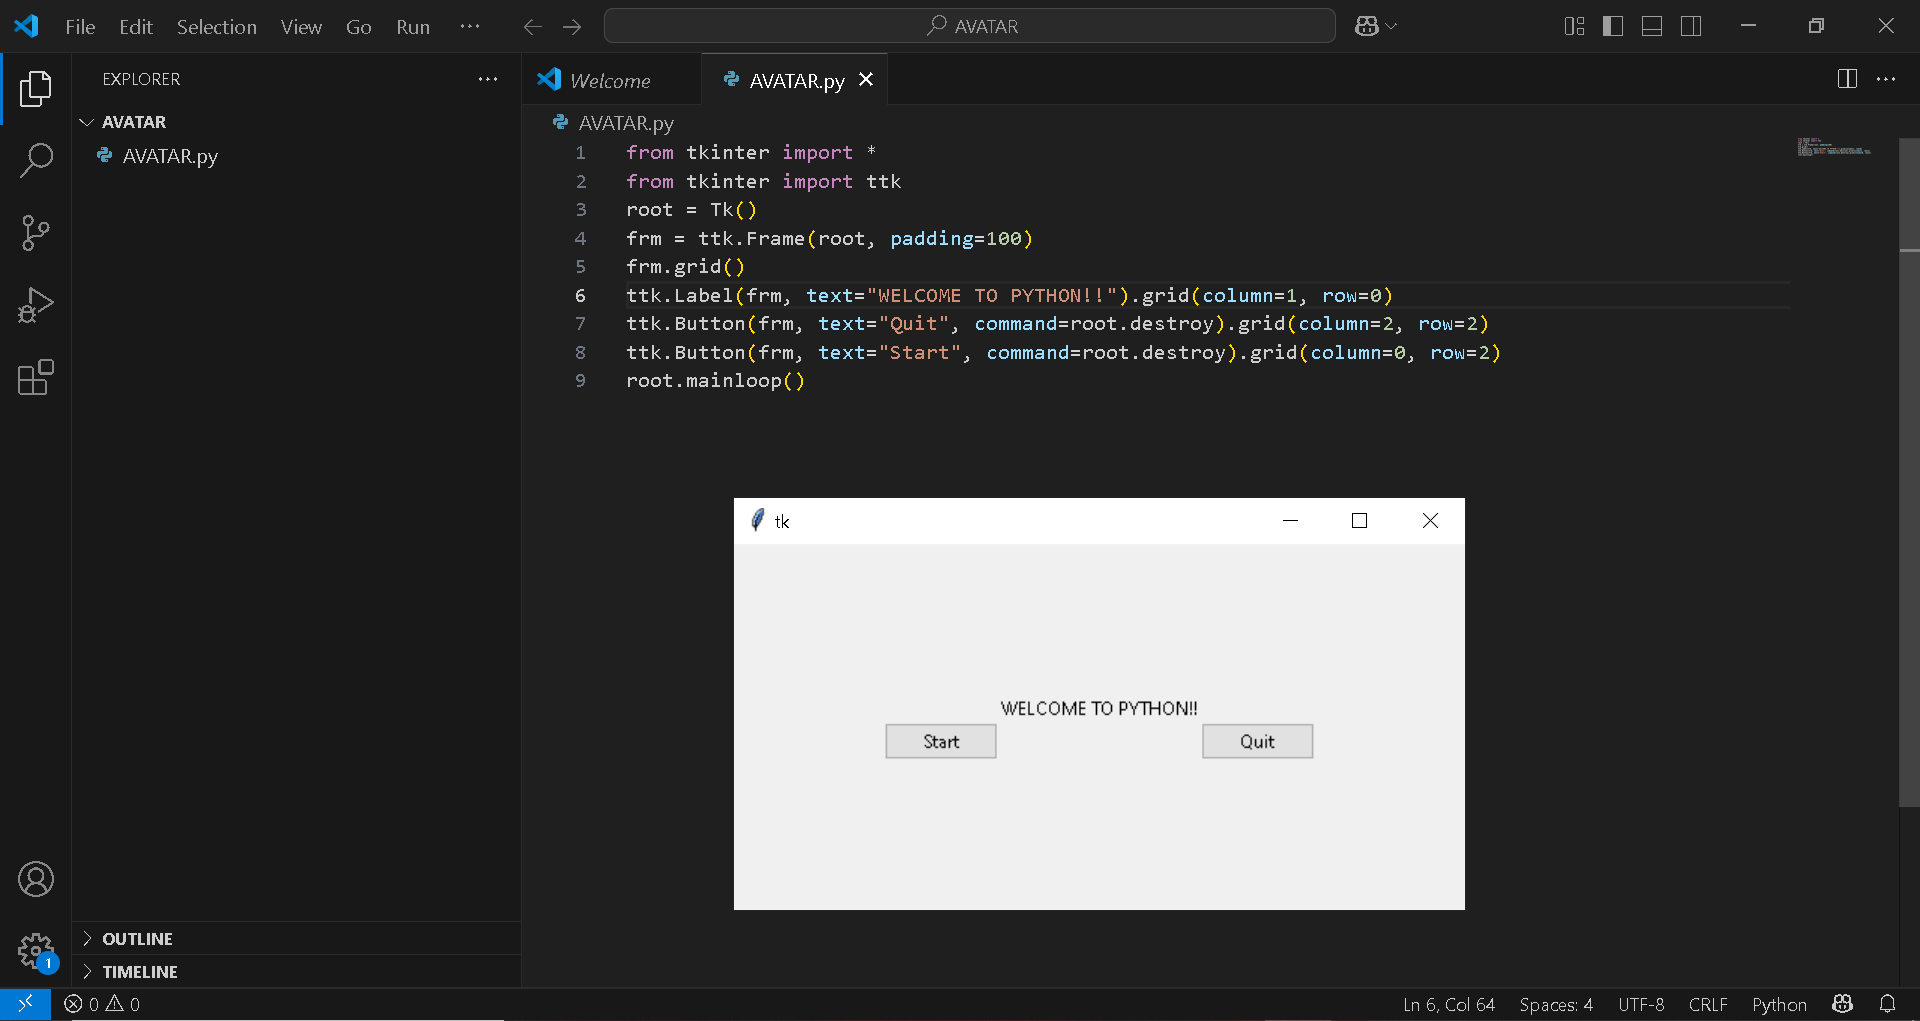 File Edit Selection View Go Run ···
AVATAR
EXPLORER
AVATAR
AVATAR.py
OUTLINE
TIMELINE
Welcome
AVATAR.py
AVATAR.py
1 from tkinter import *
2 from tkinter import ttk
3 root = Tk()
4 frm = ttk.Frame(root, padding=100)
5 frm.grid()
6 ttk.Label(frm, text="WELCOME TO PYTHON!!").grid(column=1, row=0)
7 ttk.Button(frm, text="Quit", command=root.destroy).grid(column=2, row=2)
8 ttk.Button(frm, text="Start", command=root.destroy).grid(column=0, row=2)
9 root.mainloop()
tk
WELCOME TO PYTHON!!
Start Quit
1
0 0
Ln 6, Col 64 Spaces: 4 UTF-8 CRLF Python